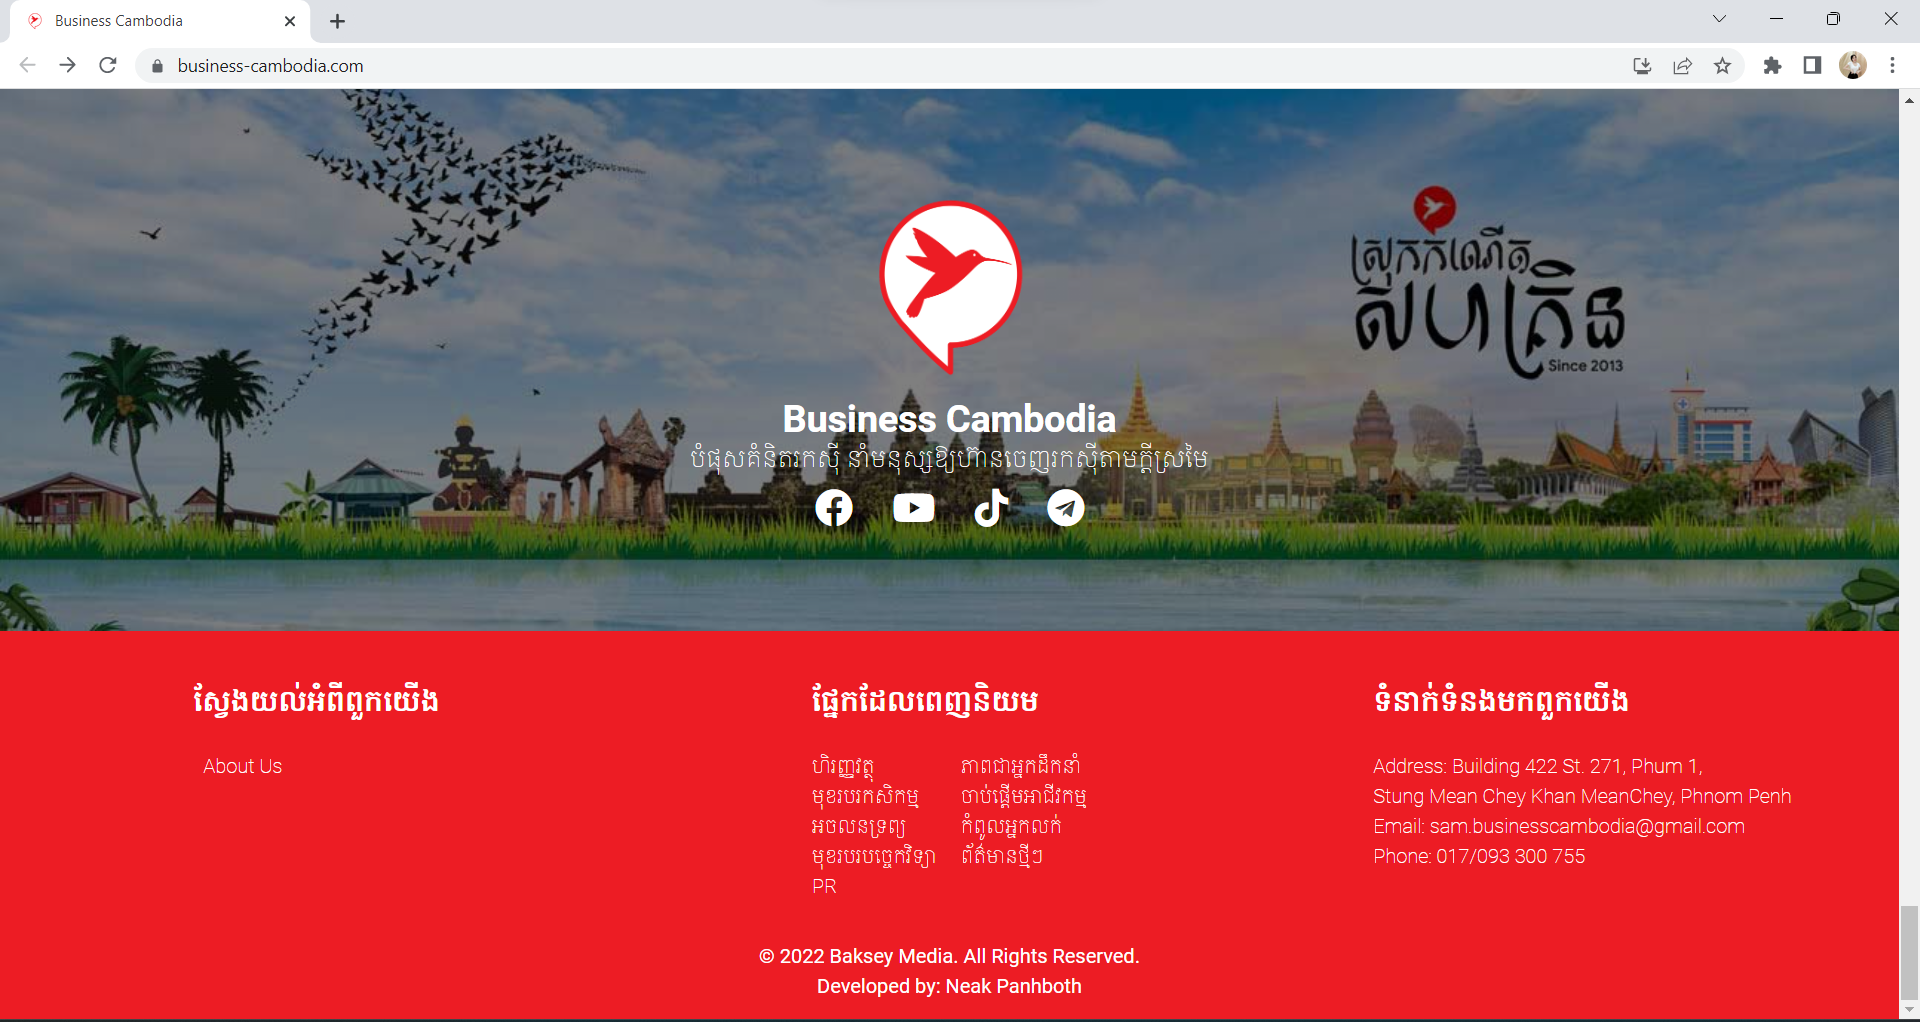 Business Cambodia
business-cambodia.com
ស្រុកកំណើត
សហគ្រិន
Since 2013
Business Cambodia
បំផុសគំនិតរកស៊ី នាំមនុស្សឱ្យហ៊ានចេញរកស៊ីតាមក្ដីស្រមៃ
ស្វែងយល់អំពីពួកយើង
About Us
ផ្នែកដែលពេញនិយម
ហិរញ្ញវត្ថុ
មុខរបរកសិកម្ម
អចលនទ្រព្យ
មុខរបរបច្ចេកវិទ្យា
PR
ភាពជាអ្នកដឹកនាំ
ចាប់ផ្ដើមអាជីវកម្ម
កំពូលអ្នកលក់
ព័ត៌មានថ្មីៗ
ទំនាក់ទំនងមកពួកយើង
Address: Building 422 St. 271, Phum 1,
Stung Mean Chey Khan MeanChey, Phnom Penh
Email: sam.businesscambodia@gmail.com
Phone: 017/093 300 755
© 2022 Baksey Media. All Rights Reserved.
Developed by: Neak Panhboth